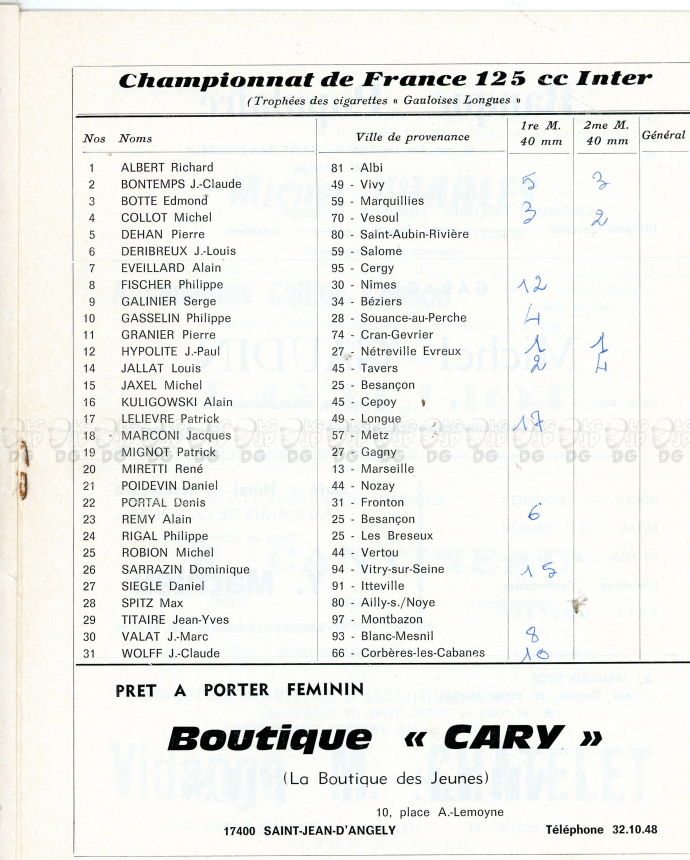 Championnat de France 125 cc Inter
(Trophées des cigarettes « Gauloises Longues »
Nos Noms Ville de provenance 1re M. 40 mm 2me M. 40 mm Général
1 ALBERT Richard 81 - Albi
2 BONTEMPS J.-Claude 49 - Vivy 5 3
3 BOTTE Edmond 59 - Marquillies
4 COLLOT Michel 70 - Vesoul 3 2
5 DEHAN Pierre 80 - Saint-Aubin-Rivière
6 DERIBREUX J.-Louis 59 - Salome
7 EVEILLARD Alain 95 - Cergy
8 FISCHER Philippe 30 - Nîmes 12
9 GALINIER Serge 34 - Béziers
10 GASSELIN Philippe 28 - Souance-au-Perche 4
11 GRANIER Pierre 74 - Cran-Gevrier
12 HYPOLITE J.-Paul 27 - Nétreville Evreux 1 1
14 JALLAT Louis 45 - Tavers 2 4
15 JAXEL Michel 25 - Besançon
16 KULIGOWSKI Alain 45 - Cepoy
17 LELIEVRE Patrick 49 - Longue 17
18 MARCONI Jacques 57 - Metz
19 MIGNOT Patrick 27 - Gagny
20 MIRETTI René 13 - Marseille
21 POIDEVIN Daniel 44 - Nozay
22 PORTAL Denis 31 - Fronton
23 REMY Alain 25 - Besançon 6
24 RIGAL Philippe 25 - Les Breseux
25 ROBION Michel 44 - Vertou
26 SARRAZIN Dominique 94 - Vitry-sur-Seine 15
27 SIEGLE Daniel 91 - Itteville
28 SPITZ Max 80 - Ailly-s./Noye
29 TITAIRE Jean-Yves 97 - Montbazon
30 VALAT J.-Marc 93 - Blanc-Mesnil 8
31 WOLFF J.-Claude 66 - Corbères-les-Cabanes 10
PRET A PORTER FEMININ
Boutique « CARY »
(La Boutique des Jeunes)
10, place A.-Lemoyne
17400 SAINT-JEAN-D'ANGELY Téléphone 32.10.48